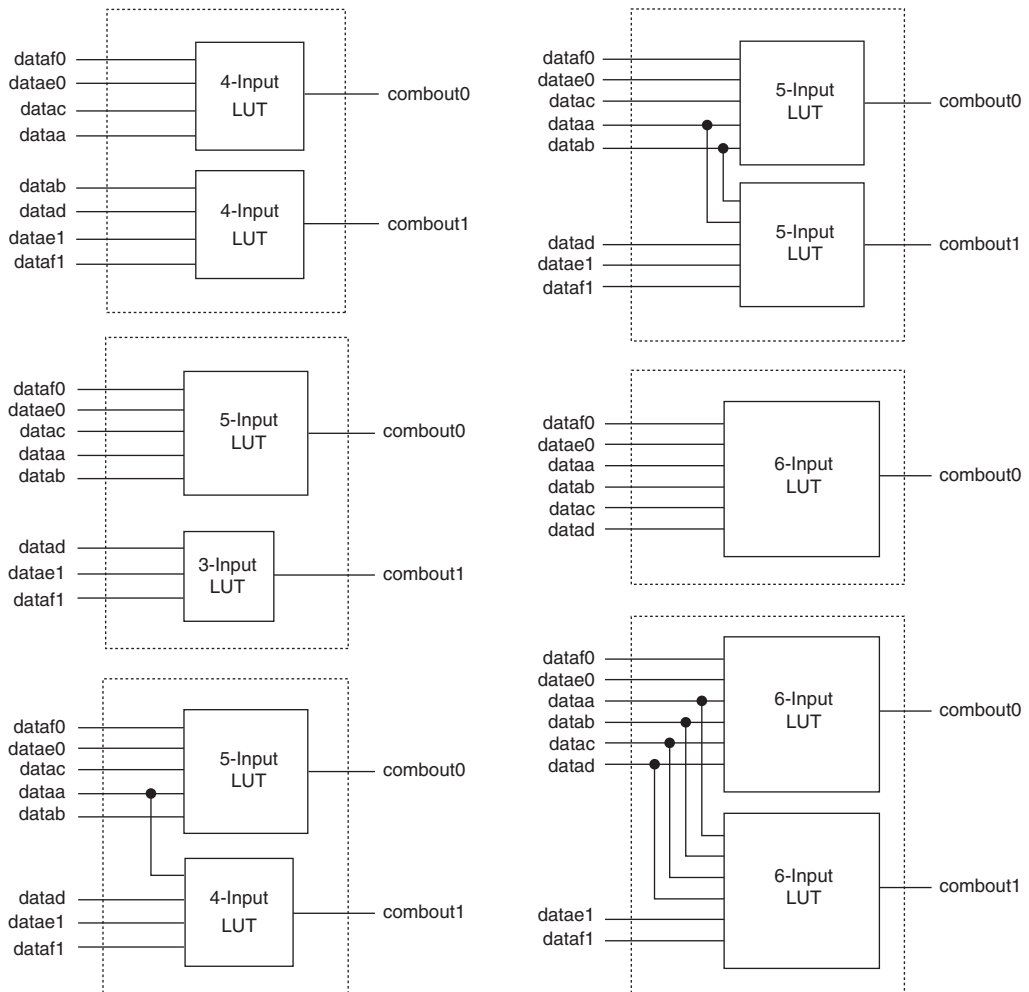 dataf0
datae0
datac
dataa
4-Input
LUT
combout0
datab
datad
datae1
dataf1
4-Input
LUT
combout1
dataf0
datae0
datac
dataa
datab
5-Input
LUT
combout0
datad
datae1
dataf1
3-Input
LUT
combout1
dataf0
datae0
datac
dataa
datab
5-Input
LUT
combout0
datad
datae1
dataf1
4-Input
LUT
combout1
dataf0
datae0
datac
dataa
datab
5-Input
LUT
combout0
datad
datae1
dataf1
5-Input
LUT
combout1
dataf0
datae0
dataa
datab
datac
datad
6-Input
LUT
combout0
dataf0
datae0
dataa
datab
datac
datad
6-Input
LUT
combout0
datae1
dataf1
6-Input
LUT
combout1